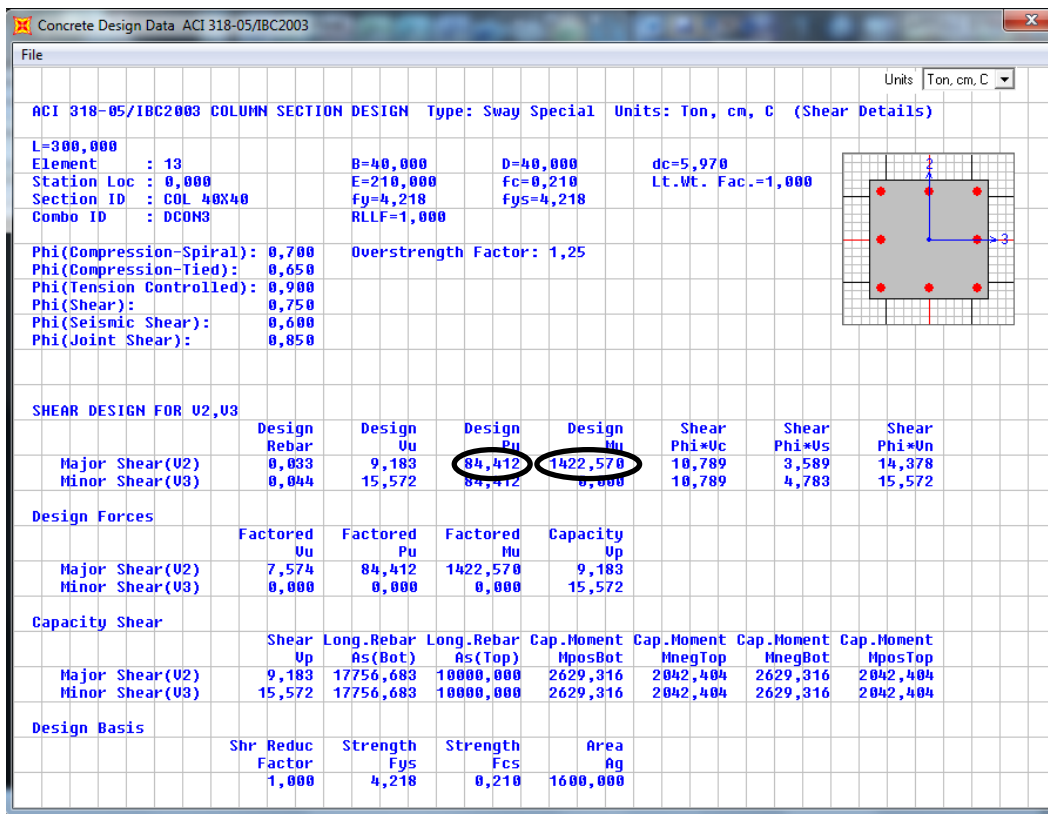 Concrete Design Data ACI 318-05/IBC2003
File
Units Ton, cm, C
ACI 318-05/IBC2003 COLUMN SECTION DESIGN Type: Sway Special Units: Ton, cm, C (Shear Details)
L=300,000
Element : 13 B=40,000 D=40,000 dc=5,970
Station Loc : 0,000 E=210,000 fc=0,210 Lt.Wt. Fac.=1,000
Section ID : COL 40X40 fy=4,218 fys=4,218
Combo ID : DCON3 RLLF=1,000
Phi(Compression-Spiral): 0,700 Overstrength Factor: 1,25
Phi(Compression-Tied): 0,650
Phi(Tension Controlled): 0,900
Phi(Shear): 0,750
Phi(Seismic Shear): 0,600
Phi(Joint Shear): 0,850
2
3
SHEAR DESIGN FOR V2,V3
Design Design Design Design Shear Shear Shear
Rebar Vu Pu Mu Phi*Vc Phi*Vs Phi*Vn
Major Shear(V2) 0,033 9,183 84,412 1422,570 10,789 3,589 14,378
Minor Shear(V3) 0,044 15,572 84,412 0,000 10,789 4,783 15,572
Design Forces
Factored Factored Factored Capacity
Vu Pu Mu Vp
Major Shear(V2) 7,574 84,412 1422,570 9,183
Minor Shear(V3) 0,000 0,000 0,000 15,572
Capacity Shear
Shear Long.Rebar Long.Rebar Cap.Moment Cap.Moment Cap.Moment Cap.Moment
Vp As(Bot) As(Top) MposBot MnegTop MnegBot MposTop
Major Shear(V2) 9,183 17756,683 10000,000 2629,316 2042,404 2629,316 2042,404
Minor Shear(V3) 15,572 17756,683 10000,000 2629,316 2042,404 2629,316 2042,404
Design Basis
Shr Reduc Strength Strength Area
Factor Fys Fcs Ag
1,000 4,218 0,210 1600,000